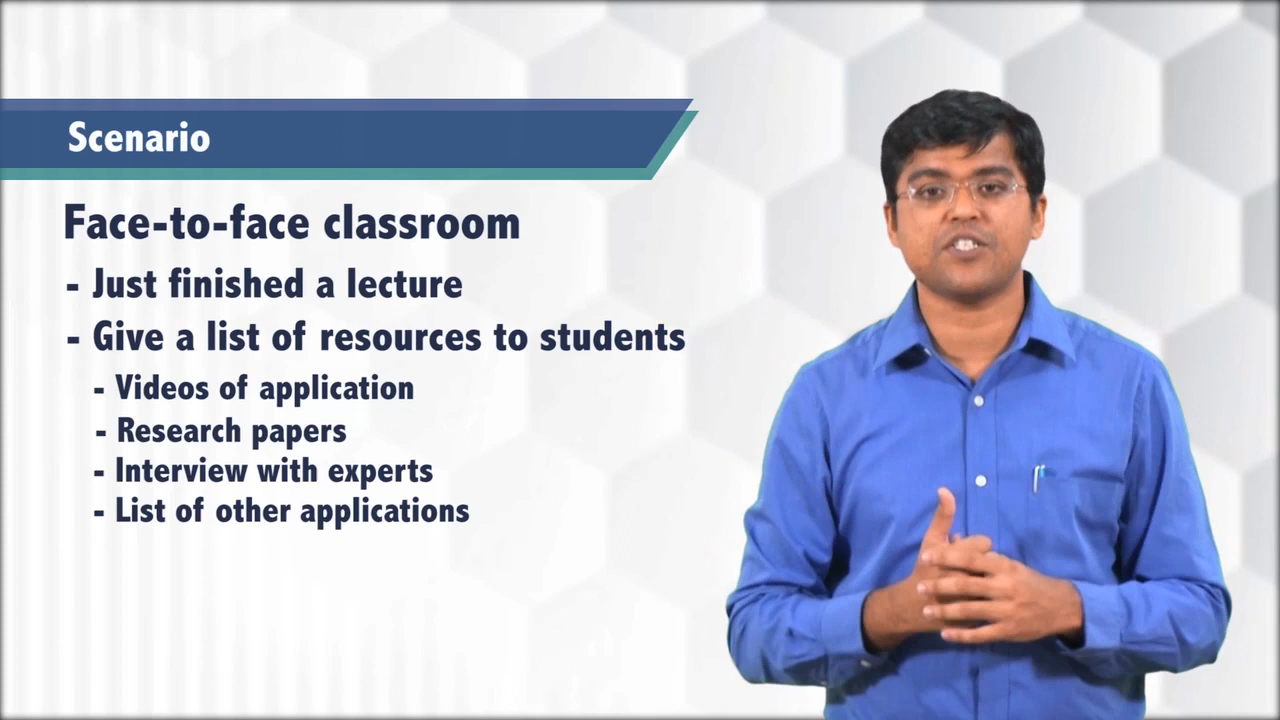 Scenario
Face-to-face classroom
- Just finished a lecture
- Give a list of resources to students
- Videos of application
- Research papers
- Interview with experts
- List of other applications